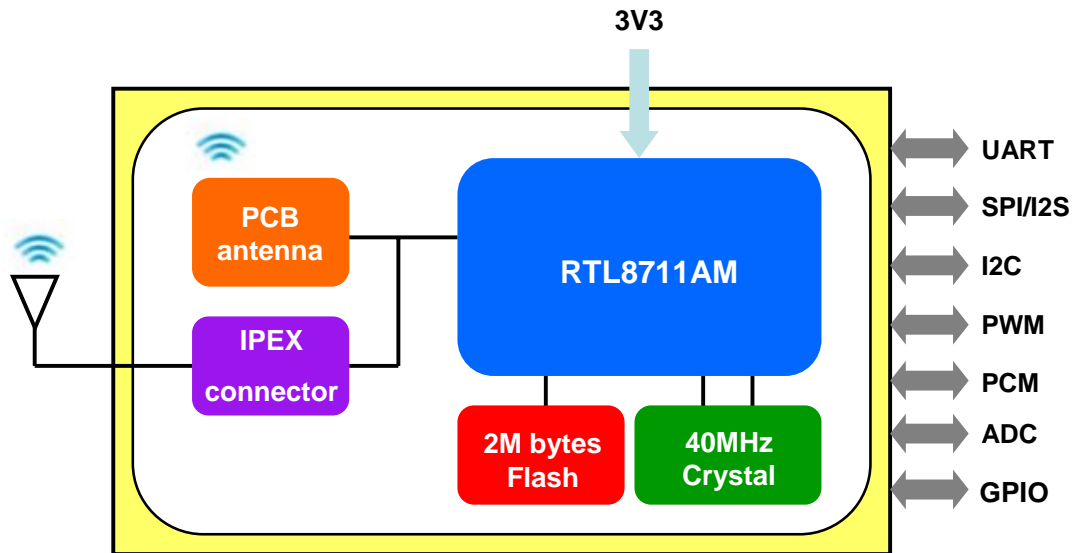 3V3
PCB
antenna
IPEX
connector
RTL8711AM
2M bytes
Flash
40MHz
Crystal
UART
SPI/I2S
I2C
PWM
PCM
ADC
GPIO